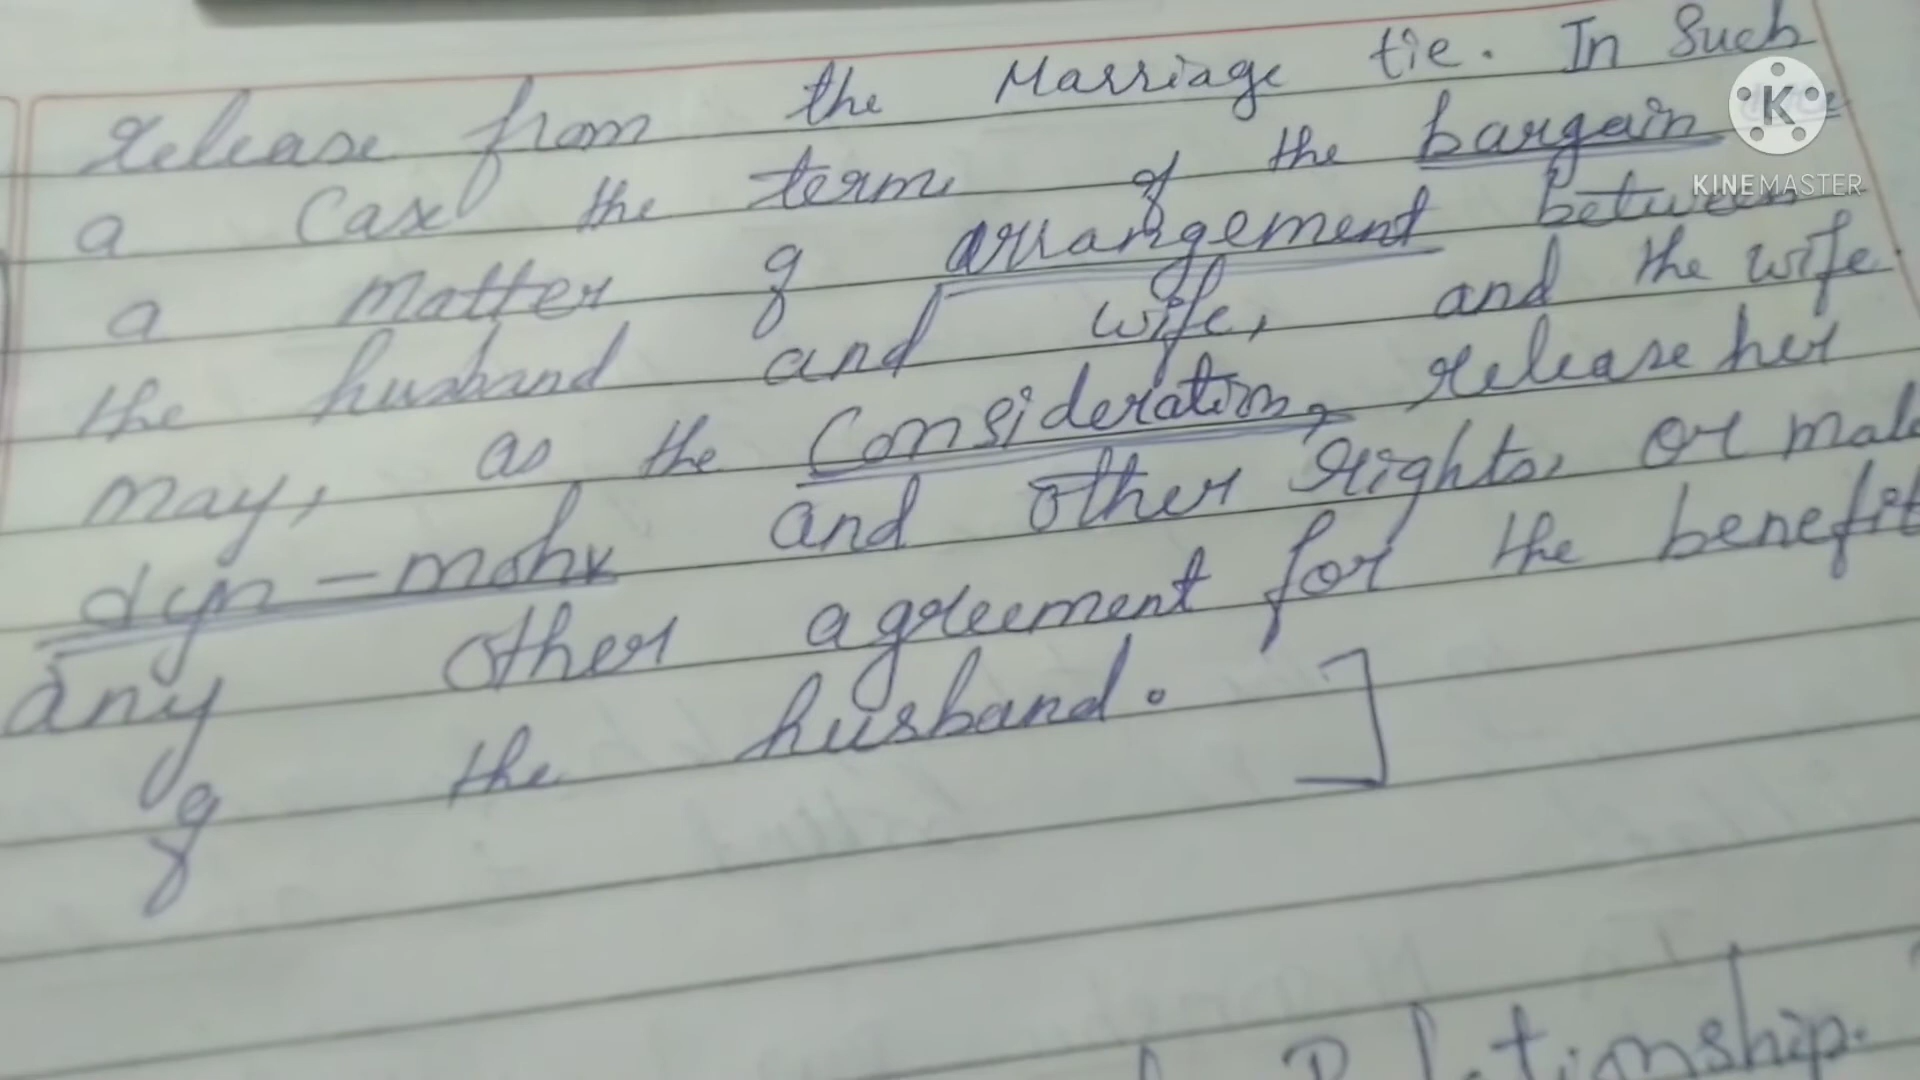 release from the Marriage tie. In Such
a Case the term of the bargain are
a matter of arrangement between
the husband and wife, and the wife
may, as the Consideration, release her
dyn-mohr and other rights, or make
any other agreement for the benefit
of the husband.
Relationship.
K
KINEMASTER